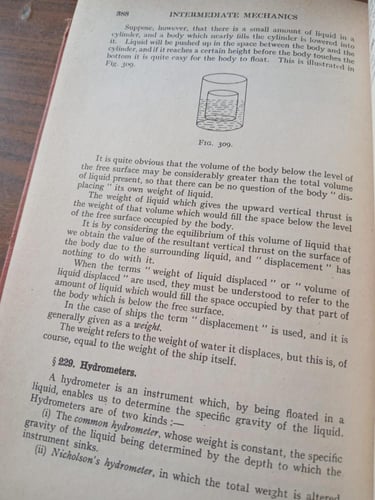 388 INTERMEDIATE MECHANICS
Suppose, however, that there is a small amount of liquid in a
cylinder, and a body which nearly fills the cylinder is lowered into
it. Liquid will be pushed up in the space between the body and the
cylinder, and if it reaches a certain height before the body touches the
bottom it is quite easy for the body to float. This is illustrated in
Fig. 309.
FIG. 309.
It is quite obvious that the volume of the body below the level of
the free surface may be considerably greater than the total volume
of liquid present, so that there can be no question of the body " dis-
placing " its own weight of liquid.
The weight of liquid which gives the upward vertical thrust is
the weight of that volume which would fill the space below the level
of the free surface occupied by the body.
It is by considering the equilibrium of this volume of liquid that
we obtain the value of the resultant vertical thrust on the surface of
the body due to the surrounding liquid, and " displacement " has
nothing to do with it.
When the terms " weight of liquid displaced " or " volume of
liquid displaced " are used, they must be understood to refer to the
amount of liquid which would fill the space occupied by that part of
the body which is below the free surface.
In the case of ships the term " displacement " is used, and it is
generally given as a weight.
The weight refers to the weight of water it displaces, but this is, of
course, equal to the weight of the ship itself.
§ 229. Hydrometers.
A hydrometer is an instrument which, by being floated in a
liquid, enables us to determine the specific gravity of the liquid.
Hydrometers are of two kinds :—
(i) The common hydrometer, whose weight is constant, the specific
gravity of the liquid being determined by the depth to which the
instrument sinks.
(ii) Nicholson's hydrometer, in which the total weight is altered